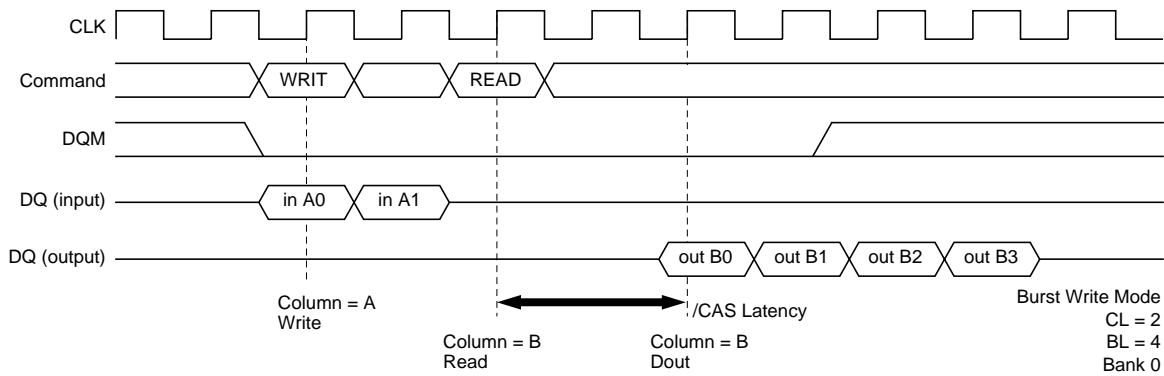 CLK
Command WRIT READ
DQM
DQ (input) in A0 in A1
DQ (output) out B0 out B1 out B2 out B3
Column = A
Write
/CAS Latency
Column = B
Read
Column = B
Dout
Burst Write Mode
CL = 2
BL = 4
Bank 0